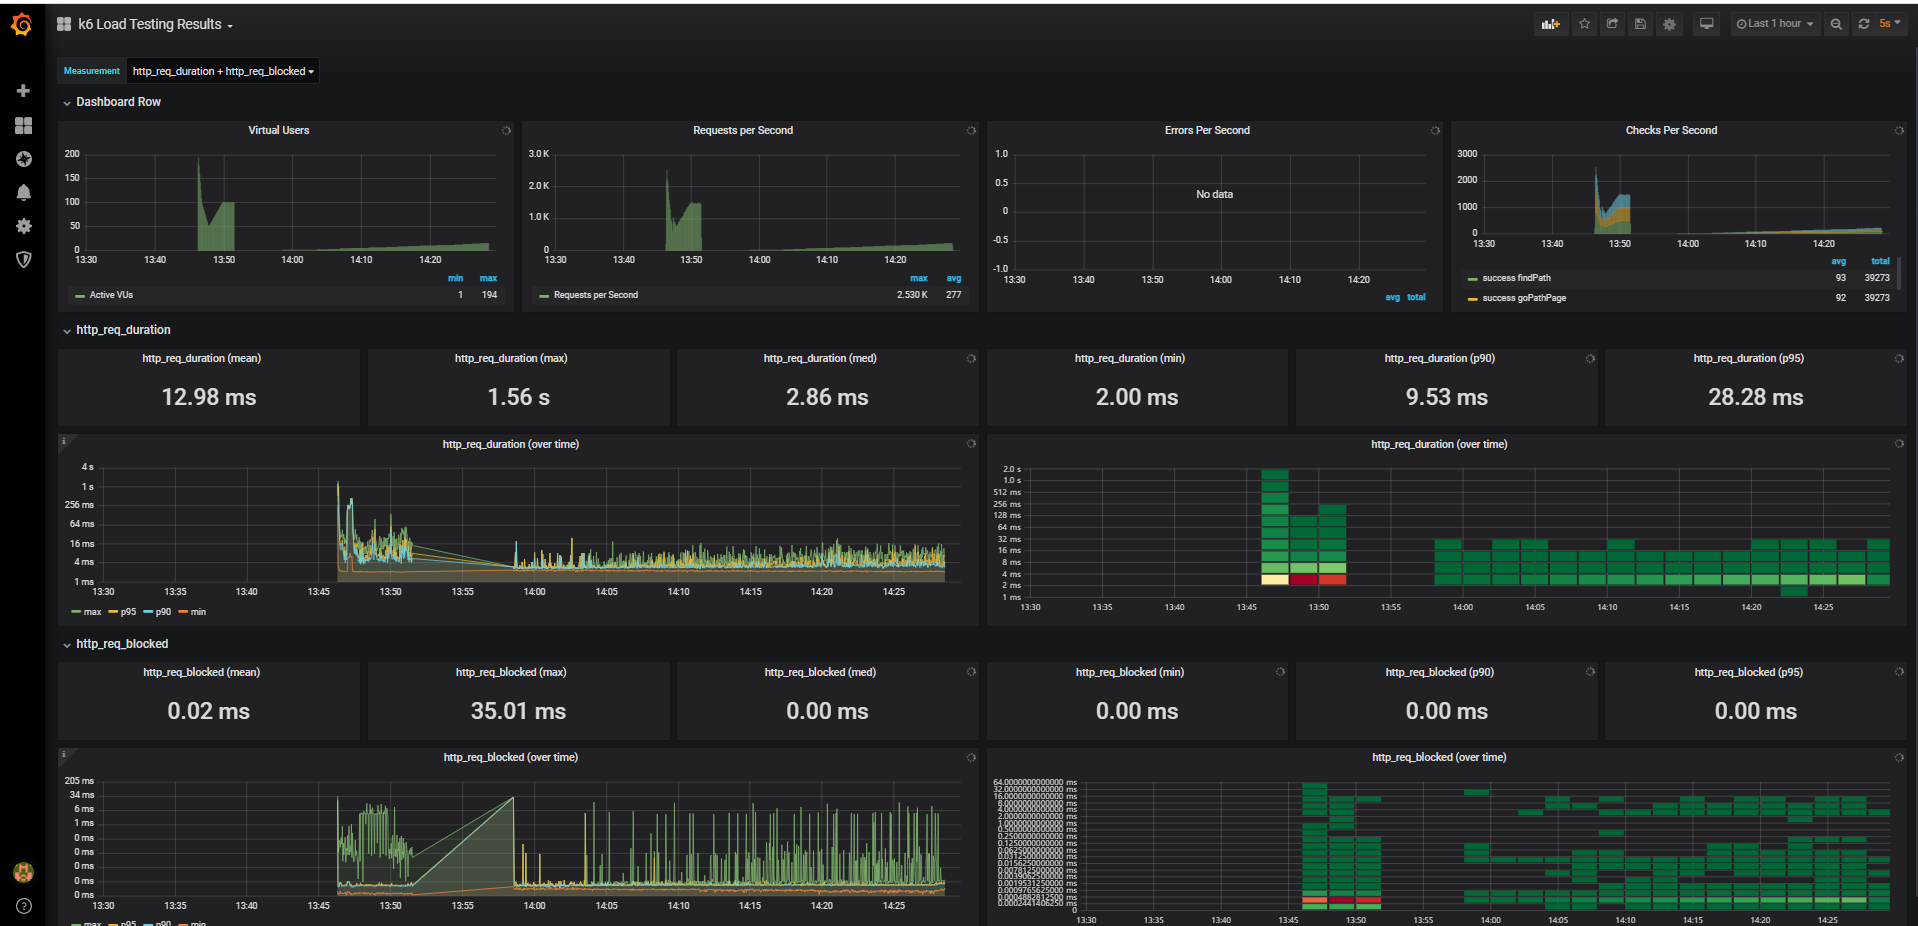 k6 Load Testing Results
Last 1 hour
5s
Measurement http_req_duration + http_req_blocked
Dashboard Row
Virtual Users
200
150
100
50
0
13:30 13:40 13:50 14:00 14:10 14:20
min max
Active VUs 1 194
Requests per Second
3.0 K
2.0 K
1.0 K
0
13:30 13:40 13:50 14:00 14:10 14:20
max avg
Requests per Second 2.530 K 277
Errors Per Second
1.0
0.5
0
-0.5
-1.0
No data
13:30 13:40 13:50 14:00 14:10 14:20
avg total
Checks Per Second
3000
2000
1000
0
13:30 13:40 13:50 14:00 14:10 14:20
avg total
success findPath 93 39273
success goPathPage 92 39273
http_req_duration
http_req_duration (mean)
12.98 ms
http_req_duration (max)
1.56 s
http_req_duration (med)
2.86 ms
http_req_duration (min)
2.00 ms
http_req_duration (p90)
9.53 ms
http_req_duration (p95)
28.28 ms
http_req_duration (over time)
4 s
1 s
256 ms
64 ms
16 ms
4 ms
1 ms
13:30 13:35 13:40 13:45 13:50 13:55 14:00 14:05 14:10 14:15 14:20 14:25
max p95 p90 min
http_req_duration (over time)
2.0 s
1.0 s
512 ms
256 ms
128 ms
64 ms
32 ms
16 ms
8 ms
4 ms
2 ms
1 ms
13:30 13:35 13:40 13:45 13:50 13:55 14:00 14:05 14:10 14:15 14:20 14:25
http_req_blocked
http_req_blocked (mean)
0.02 ms
http_req_blocked (max)
35.01 ms
http_req_blocked (med)
0.00 ms
http_req_blocked (min)
0.00 ms
http_req_blocked (p90)
0.00 ms
http_req_blocked (p95)
0.00 ms
http_req_blocked (over time)
205 ms
34 ms
6 ms
1 ms
0 ms
0 ms
0 ms
0 ms
0 ms
13:30 13:35 13:40 13:45 13:50 13:55 14:00 14:05 14:10 14:15 14:20 14:25
max p95 p90 min
http_req_blocked (over time)
64.0000000000000 ms
32.0000000000000 ms
16.0000000000000 ms
8.0000000000000 ms
4.0000000000000 ms
2.0000000000000 ms
1.0000000000000 ms
0.5000000000000 ms
0.2500000000000 ms
0.1250000000000 ms
0.0625000000000 ms
0.0312500000000 ms
0.0156250000000 ms
0.0078125000000 ms
0.0039062500000 ms
0.0019531250000 ms
0.0009765625000 ms
0.0004882812500 ms
0.0002441406250 ms
0
13:30 13:35 13:40 13:45 13:50 13:55 14:00 14:05 14:10 14:15 14:20 14:25